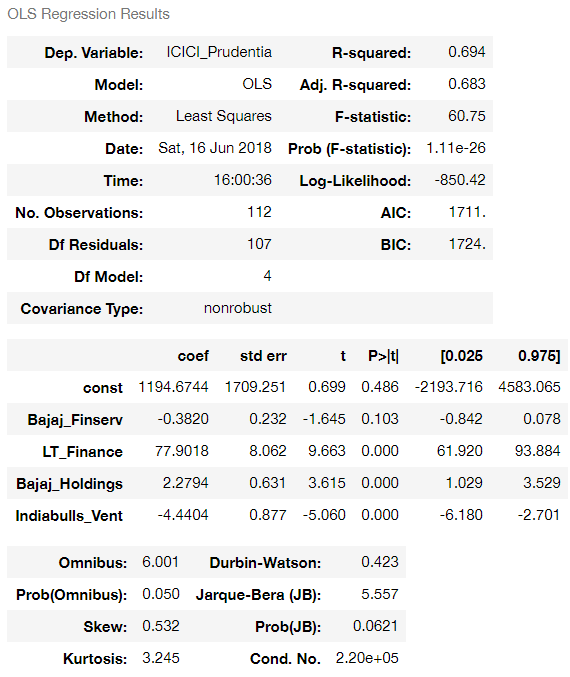 OLS Regression Results
Dep. Variable: ICICI_Prudentia R-squared: 0.694
Model: OLS Adj. R-squared: 0.683
Method: Least Squares F-statistic: 60.75
Date: Sat, 16 Jun 2018 Prob (F-statistic): 1.11e-26
Time: 16:00:36 Log-Likelihood: -850.42
No. Observations: 112 AIC: 1711.
Df Residuals: 107 BIC: 1724.
Df Model: 4
Covariance Type: nonrobust
coef std err t P>|t| [0.025 0.975]
const 1194.6744 1709.251 0.699 0.486 -2193.716 4583.065
Bajaj_Finserv -0.3820 0.232 -1.645 0.103 -0.842 0.078
LT_Finance 77.9018 8.062 9.663 0.000 61.920 93.884
Bajaj_Holdings 2.2794 0.631 3.615 0.000 1.029 3.529
Indiabulls_Vent -4.4404 0.877 -5.060 0.000 -6.180 -2.701
Omnibus: 6.001 Durbin-Watson: 0.423
Prob(Omnibus): 0.050 Jarque-Bera (JB): 5.557
Skew: 0.532 Prob(JB): 0.0621
Kurtosis: 3.245 Cond. No. 2.20e+05